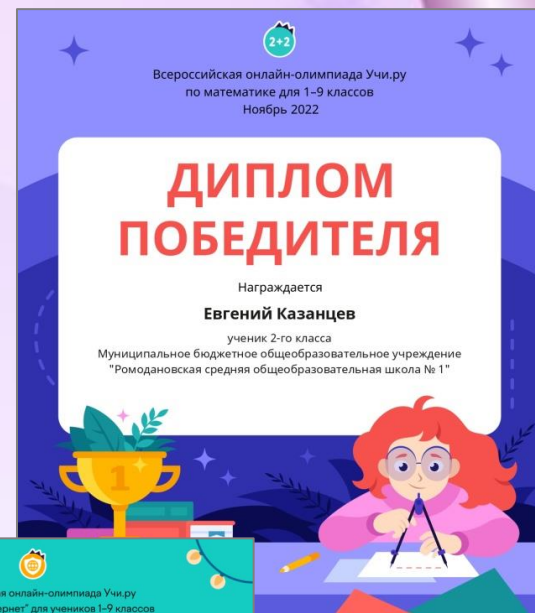 2+2
Всероссийская онлайн-олимпиада Учи.ру
по математике для 1–9 классов
Ноябрь 2022
ДИПЛОМ
ПОБЕДИТЕЛЯ
Награждается
Евгений Казанцев
ученик 2-го класса
Муниципальное бюджетное общеобразовательное учреждение
"Ромодановская средняя общеобразовательная школа № 1"
1
онлайн-олимпиада Учи.ру
для учеников 1–9 классов